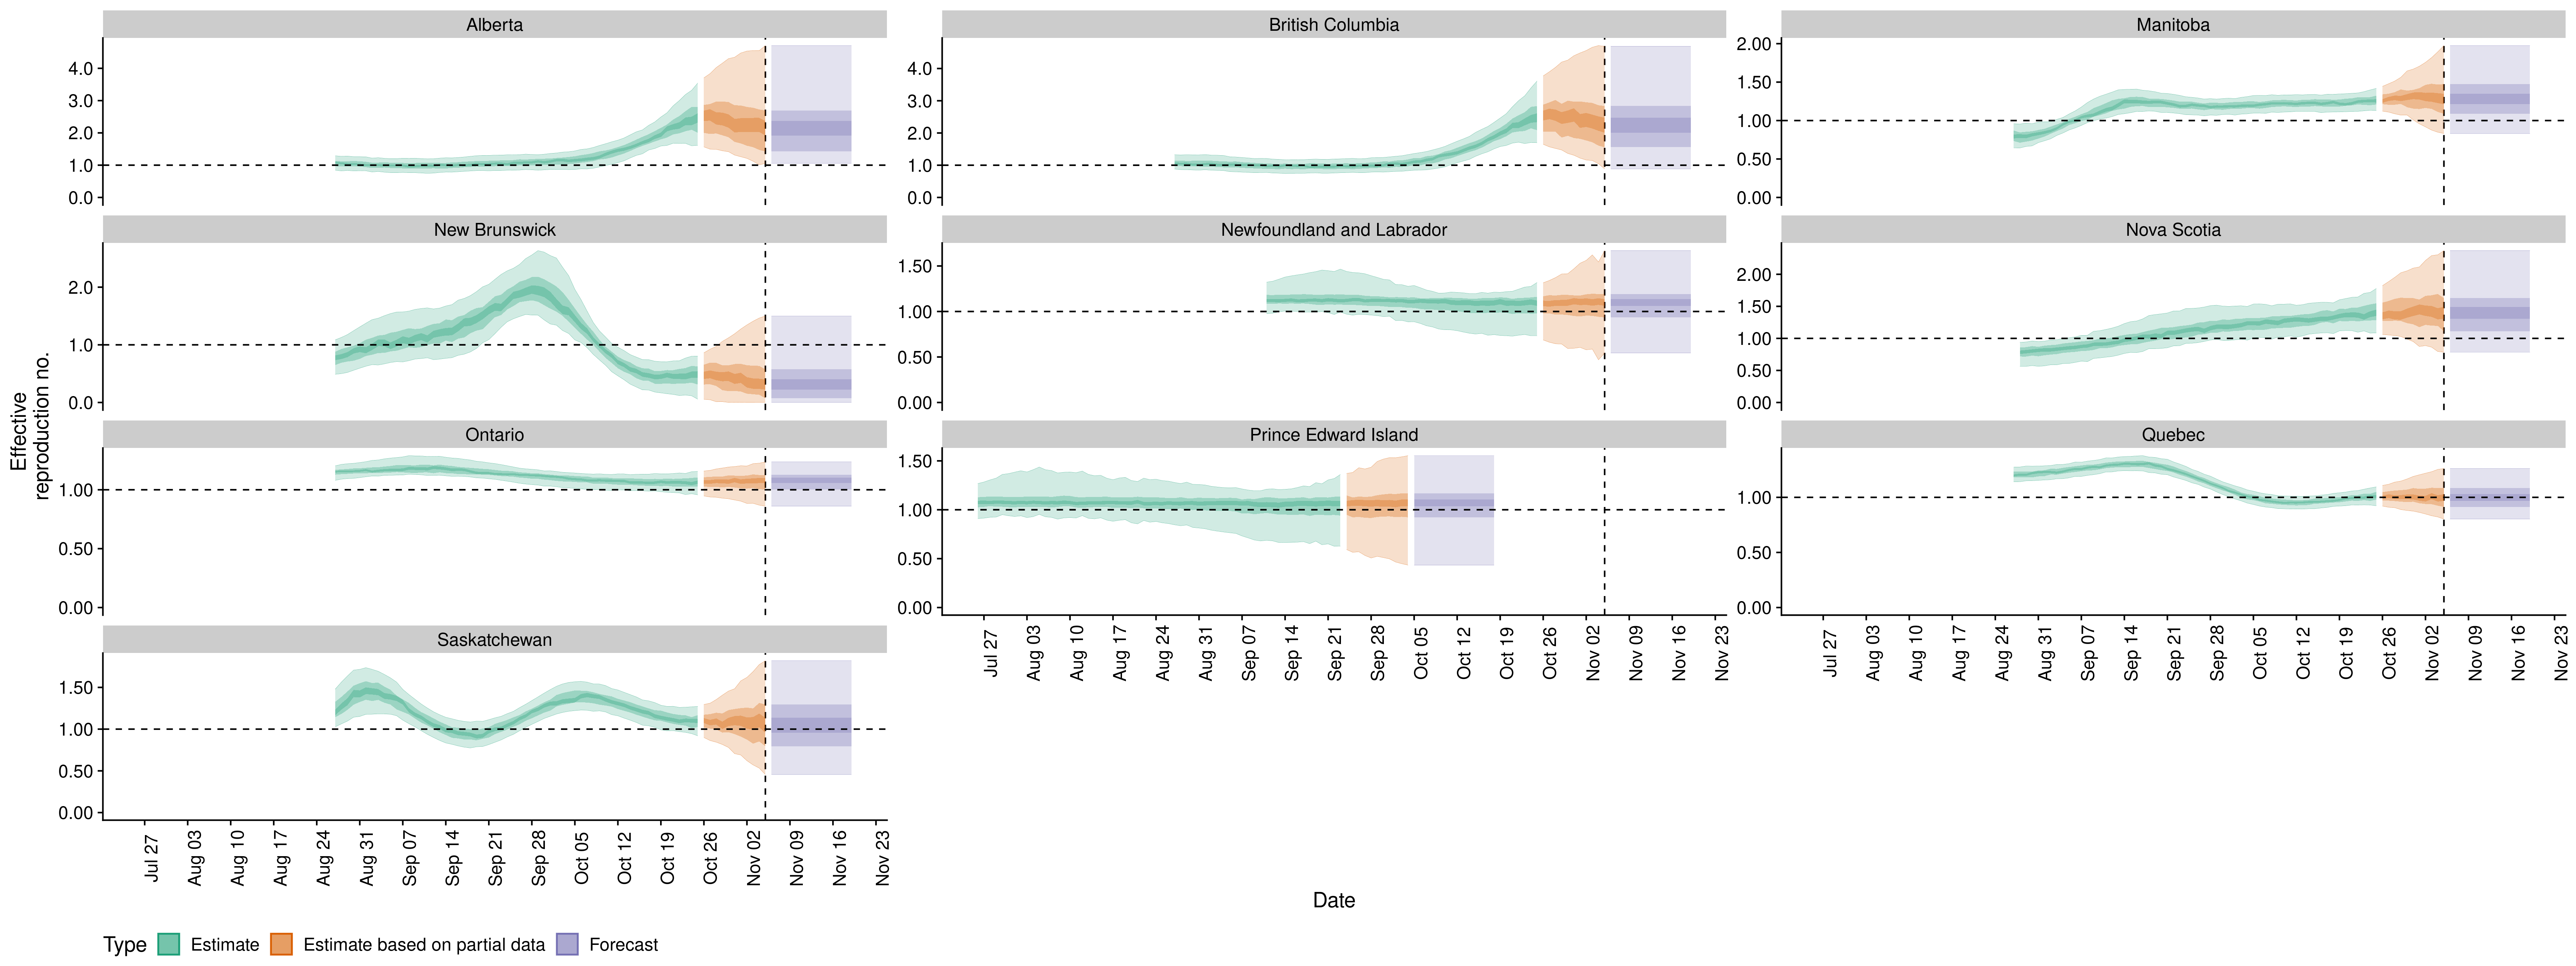 Alberta
British Columbia
Manitoba
4.0
3.0
2.0
1.0
0.0
4.0
3.0
2.0
1.0
0.0
2.00
1.50
1.00
0.50
0.00
New Brunswick
Newfoundland and Labrador
Nova Scotia
2.0
1.0
0.0
1.50
1.00
0.50
0.00
2.00
1.50
1.00
0.50
0.00
Effective
reproduction no.
Ontario
Prince Edward Island
Quebec
1.00
0.50
0.00
1.50
1.00
0.50
0.00
1.00
0.50
0.00
Jul 27
Aug 03
Aug 10
Aug 17
Aug 24
Aug 31
Sep 07
Sep 14
Sep 21
Sep 28
Oct 05
Oct 12
Oct 19
Oct 26
Nov 02
Nov 09
Nov 16
Nov 23
Jul 27
Aug 03
Aug 10
Aug 17
Aug 24
Aug 31
Sep 07
Sep 14
Sep 21
Sep 28
Oct 05
Oct 12
Oct 19
Oct 26
Nov 02
Nov 09
Nov 16
Nov 23
Saskatchewan
1.50
1.00
0.50
0.00
Jul 27
Aug 03
Aug 10
Aug 17
Aug 24
Aug 31
Sep 07
Sep 14
Sep 21
Sep 28
Oct 05
Oct 12
Oct 19
Oct 26
Nov 02
Nov 09
Nov 16
Nov 23
Date
Type Estimate Estimate based on partial data Forecast